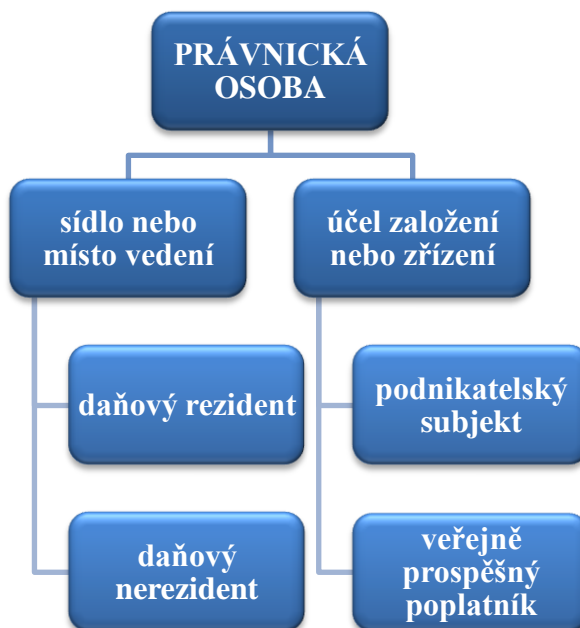 PRÁVNICKÁ
OSOBA
sídlo nebo
místo vedení
účel založení
nebo zřízení
daňový rezident
podnikatelský
subjekt
daňový
nerezident
veřejně
prospěšný
poplatník